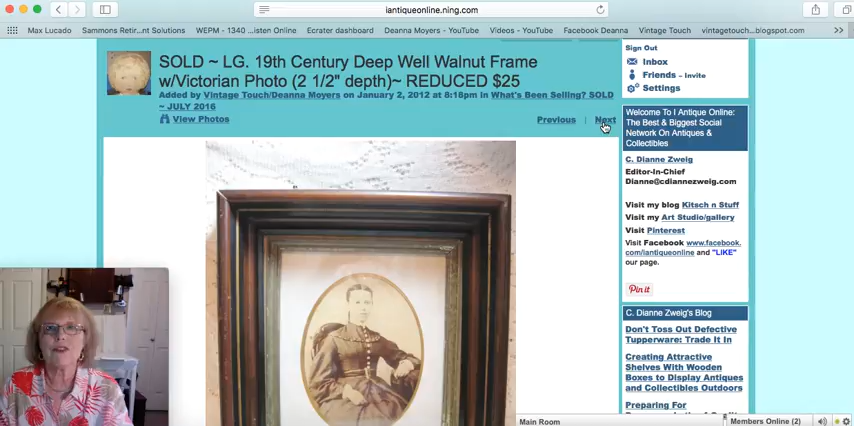 iantiqueonline.ning.com
Max Lucado Sammons Retir...nt Solutions WEPM - 1340 ...isten Online Ecrater dashboard Deanna Moyers - YouTube Videos - YouTube Facebook Deanna Vintage Touch vintagetouch...blogspot.com
SOLD ~ LG. 19th Century Deep Well Walnut Frame
w/Victorian Photo (2 1/2" depth)~ REDUCED $25
Added by Vintage Touch/Deanna Moyers on January 2, 2012 at 8:18pm in What's Been Selling? SOLD
~ JULY 2016
View Photos
Previous | Next
Sign Out
Inbox
Friends – Invite
Settings
Welcome To I Antique Online:
The Best & Biggest Social
Network On Antiques &
Collectibles
C. Dianne Zweig
Editor-In-Chief
Dianne@cdiannezweig.com
Visit my blog Kitsch n Stuff
Visit my Art Studio/gallery
Visit Pinterest
Visit Facebook www.facebook.
com/iantiqueonline and "LIKE"
our page.
Pin it
C. Dianne Zweig's Blog
Don't Toss Out Defective
Tupperware: Trade It In
Creating Attractive
Shelves With Wooden
Boxes to Display Antiques
and Collectibles Outdoors
Preparing For
Main Room
Members Online (2)